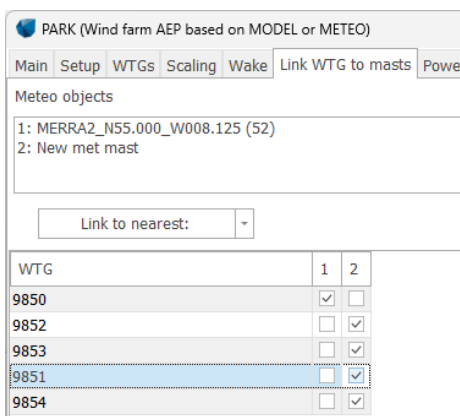 PARK (Wind farm AEP based on MODEL or METEO)
Main Setup WTGs Scaling Wake Link WTG to masts Powe
Meteo objects
1: MERRA2_N55.000_W008.125 (52)
2: New met mast
Link to nearest:
WTG 1 2
9850
9852
9853
9851
9854